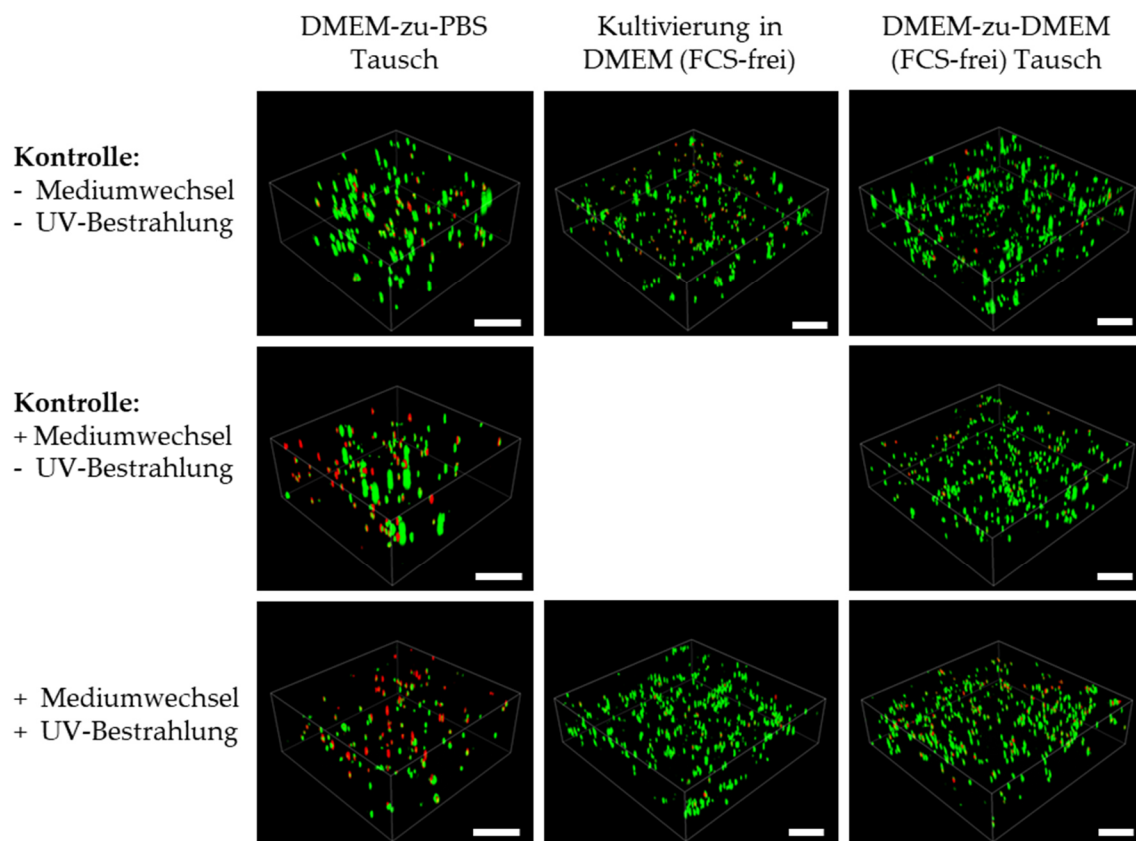 DMEM-zu-PBS
Tausch
Kultivierung in
DMEM (FCS-frei)
DMEM-zu-DMEM
(FCS-frei) Tausch
Kontrolle:
- Mediumwechsel
- UV-Bestrahlung
Kontrolle:
+ Mediumwechsel
- UV-Bestrahlung
+ Mediumwechsel
+ UV-Bestrahlung